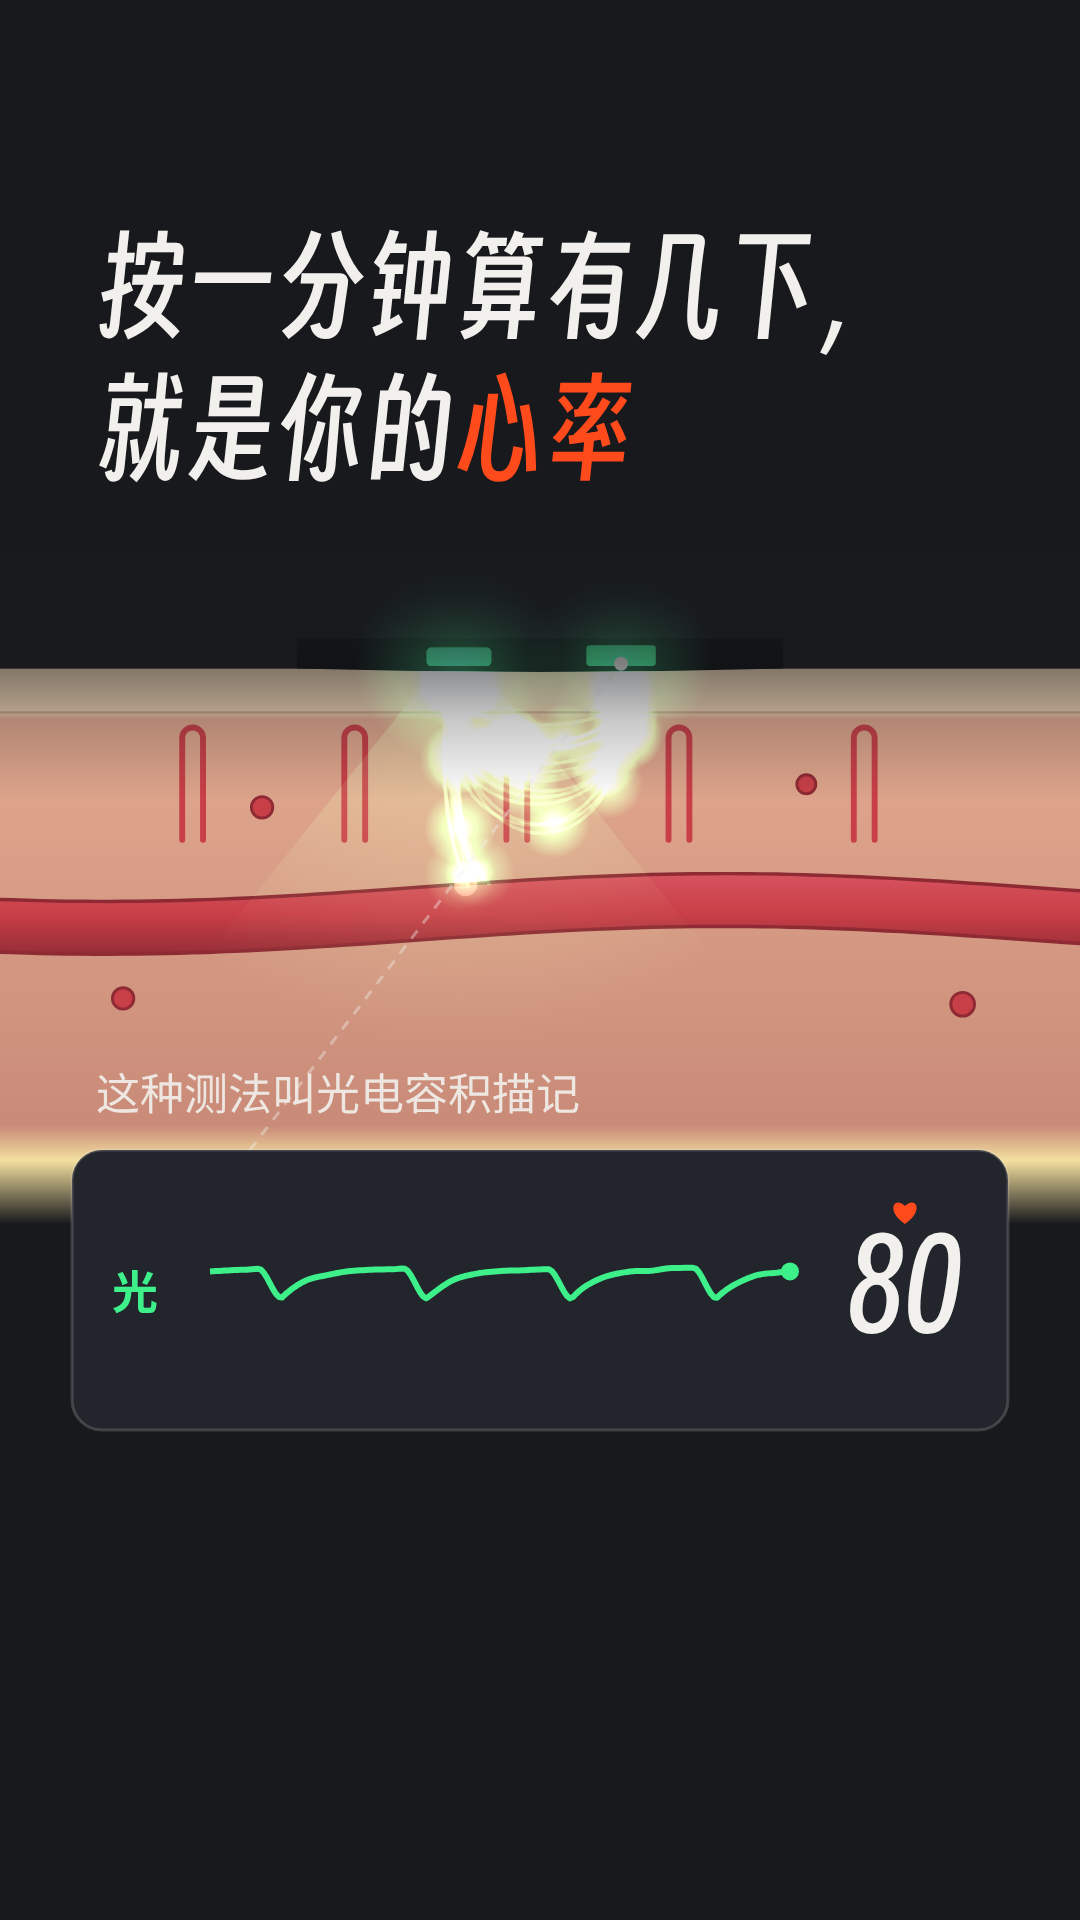 按一分钟算有几下,
就是你的心率
这种测法叫光电容积描记
光
80